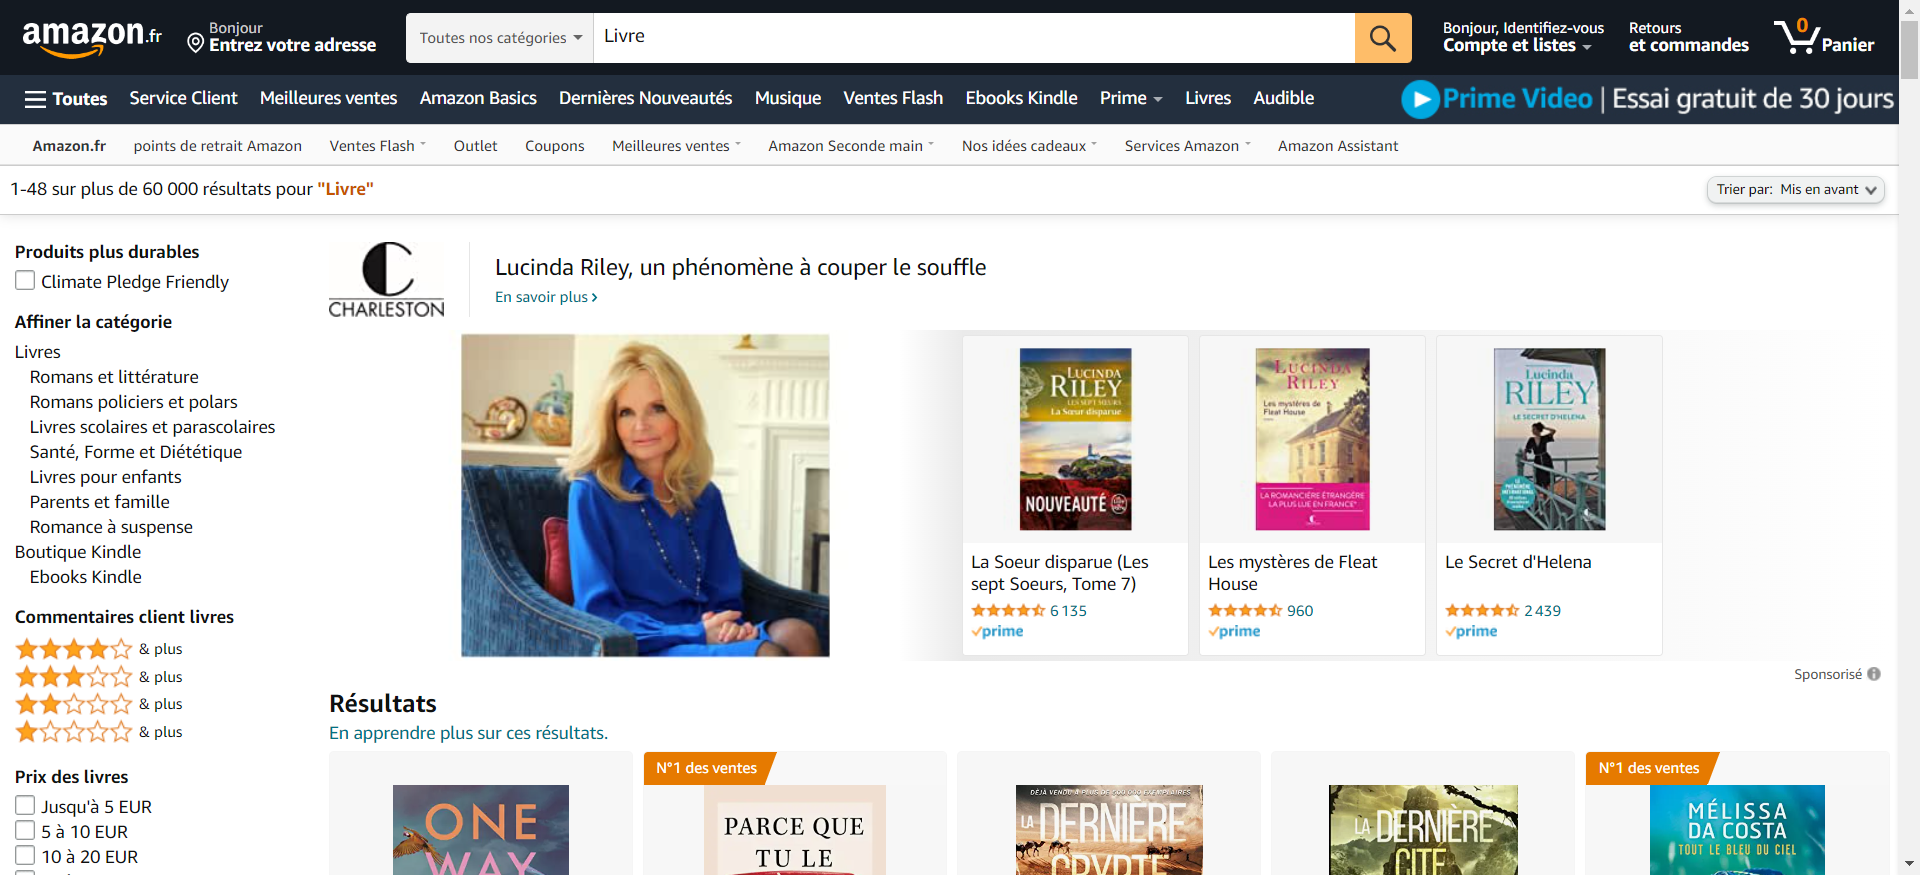 amazon.fr
Bonjour
Entrez votre adresse
Toutes nos catégories
Livre
Bonjour, Identifiez-vous
Compte et listes
Retours
et commandes
0
Panier
Toutes
Service Client
Meilleures ventes
Amazon Basics
Dernières Nouveautés
Musique
Ventes Flash
Ebooks Kindle
Prime
Livres
Audible
Prime Video | Essai gratuit de 30 jours
Amazon.fr
points de retrait Amazon
Ventes Flash
Outlet
Coupons
Meilleures ventes
Amazon Seconde main
Nos idées cadeaux
Services Amazon
Amazon Assistant
1-48 sur plus de 60 000 résultats pour "Livre"
Trier par: Mis en avant
Produits plus durables
Climate Pledge Friendly
Affiner la catégorie
Livres
Romans et littérature
Romans policiers et polars
Livres scolaires et parascolaires
Santé, Forme et Diététique
Livres pour enfants
Parents et famille
Romance à suspense
Boutique Kindle
Ebooks Kindle
Commentaires client livres
& plus
& plus
& plus
& plus
Prix des livres
Jusqu'à 5 EUR
5 à 10 EUR
10 à 20 EUR
C
CHARLESTON
Lucinda Riley, un phénomène à couper le souffle
En savoir plus
LUCINDA
RILEY
LES SEPT SŒURS
La Sœur disparue
NOUVEAUTÉ
La Soeur disparue (Les
sept Soeurs, Tome 7)
6 135
prime
LUCINDA
RILEY
Les mystères de
Fleat House
LA ROMANCIÈRE ÉTRANGÈRE
LA PLUS LUE EN FRANCE*
Les mystères de Fleat
House
960
prime
Lucinda
RILEY
LE SECRET D'HELENA
Le Secret d'Helena
2 439
prime
Sponsorisé
Résultats
En apprendre plus sur ces résultats.
ONE
WAY
N°1 des ventes
PARCE QUE
TU LE
DÉJÀ VENDU À PLUS DE 500 000 EXEMPLAIRES
LA DERNIÈRE
CRYPTE
LA DERNIÈRE
CITÉ
N°1 des ventes
MÉLISSA
DA COSTA
TOUT LE BLEU DU CIEL